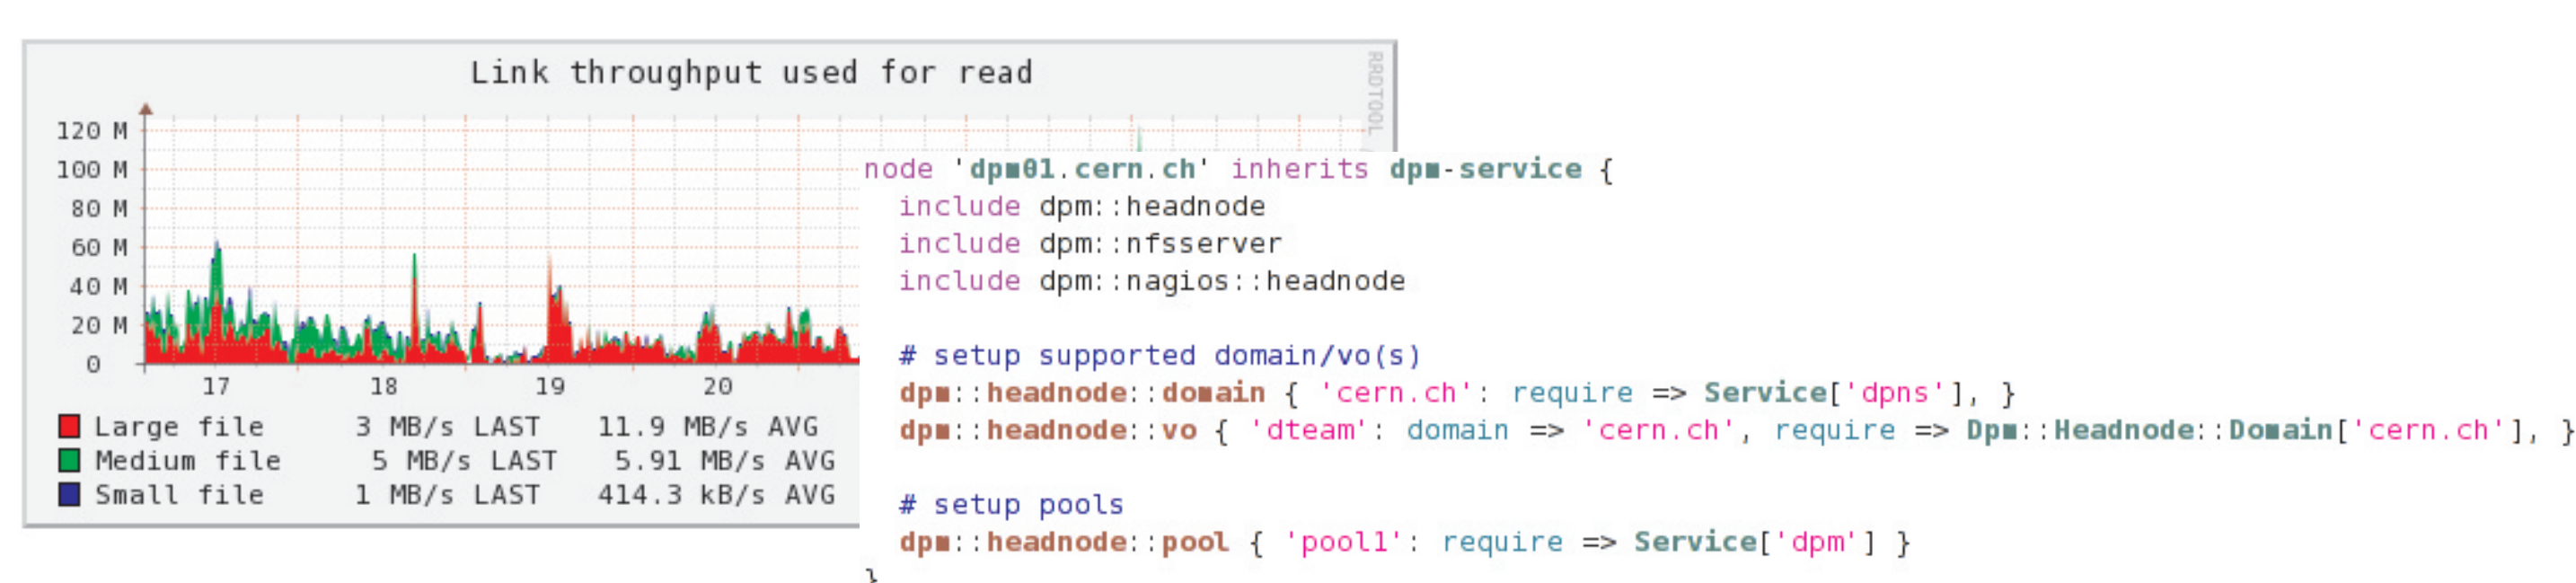 Link throughput used for read
RRDTOOL
120 M
100 M
80 M
60 M
40 M
20 M
0
17 18 19 20
Large file 3 MB/s LAST 11.9 MB/s AVG
Medium file 5 MB/s LAST 5.91 MB/s AVG
Small file 1 MB/s LAST 414.3 kB/s AVG
node 'dpm01.cern.ch' inherits dpm-service {
include dpm::headnode
include dpm::nfsserver
include dpm::nagios::headnode
# setup supported domain/vo(s)
dpm::headnode::domain { 'cern.ch': require => Service['dpns'], }
dpm::headnode::vo { 'dteam': domain => 'cern.ch', require => Dpm::Headnode::Domain['cern.ch'], }
# setup pools
dpm::headnode::pool { 'pool1': require => Service['dpm'] }
}